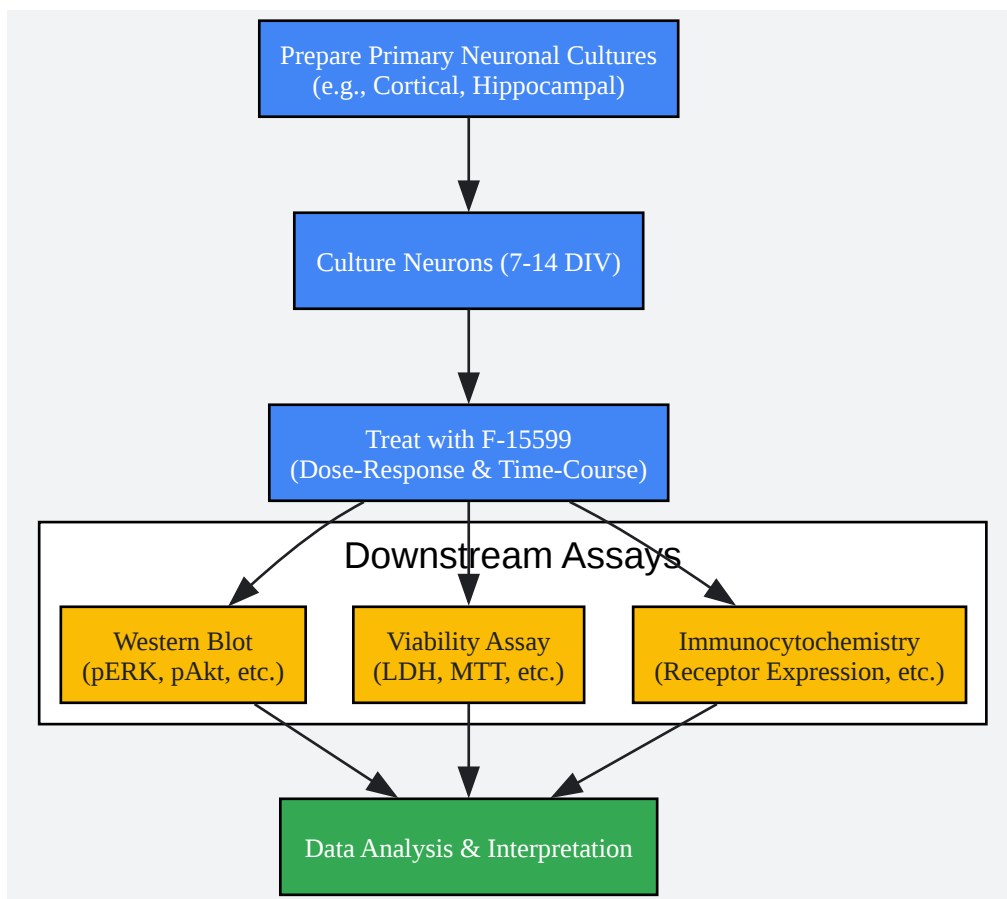 Prepare Primary Neuronal Cultures
(e.g., Cortical, Hippocampal)
Culture Neurons (7-14 DIV)
Treat with F-15599
(Dose-Response & Time-Course)
Downstream Assays
Western Blot
(pERK, pAkt, etc.)
Viability Assay
(LDH, MTT, etc.)
Immunocytochemistry
(Receptor Expression, etc.)
Data Analysis & Interpretation